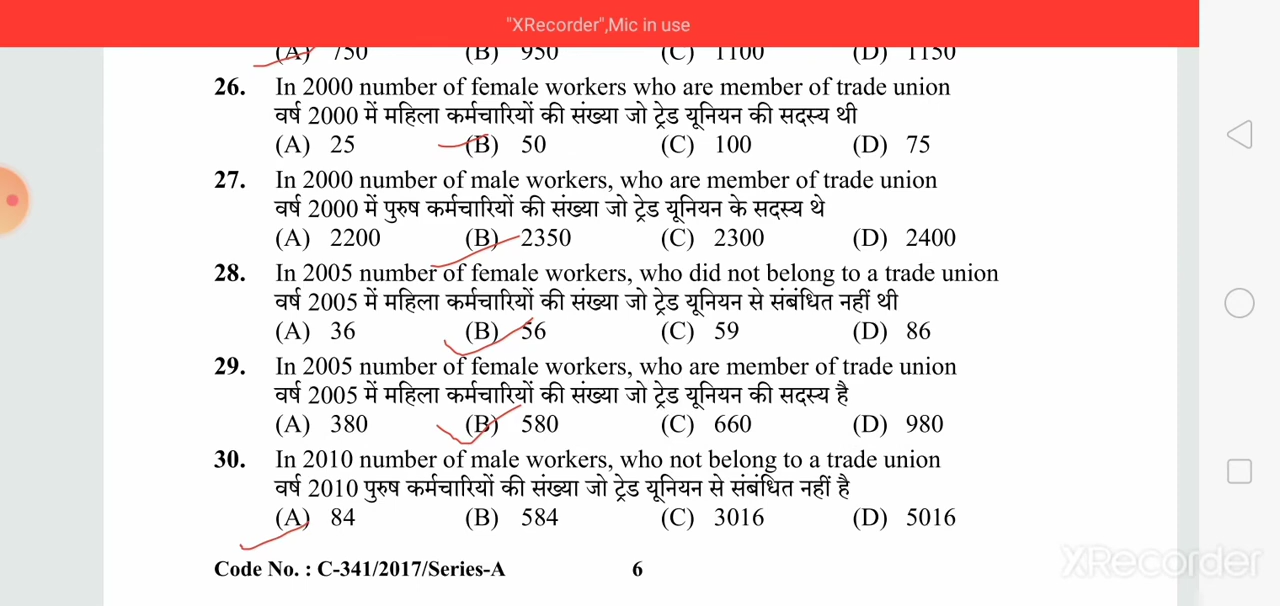 "XRecorder",Mic in use
(A) 750 (B) 950 (C) 1100 (D) 1150
26. In 2000 number of female workers who are member of trade union
वर्ष 2000 में महिला कर्मचारियों की संख्या जो ट्रेड यूनियन की सदस्य थी
(A) 25 (B) 50 (C) 100 (D) 75
27. In 2000 number of male workers, who are member of trade union
वर्ष 2000 में पुरुष कर्मचारियों की संख्या जो ट्रेड यूनियन के सदस्य थे
(A) 2200 (B) 2350 (C) 2300 (D) 2400
28. In 2005 number of female workers, who did not belong to a trade union
वर्ष 2005 में महिला कर्मचारियों की संख्या जो ट्रेड यूनियन से संबंधित नहीं थी
(A) 36 (B) 56 (C) 59 (D) 86
29. In 2005 number of female workers, who are member of trade union
वर्ष 2005 में महिला कर्मचारियों की संख्या जो ट्रेड यूनियन की सदस्य है
(A) 380 (B) 580 (C) 660 (D) 980
30. In 2010 number of male workers, who not belong to a trade union
वर्ष 2010 पुरुष कर्मचारियों की संख्या जो ट्रेड यूनियन से संबंधित नहीं है
(A) 84 (B) 584 (C) 3016 (D) 5016
Code No. : C-341/2017/Series-A 6
XRecorder